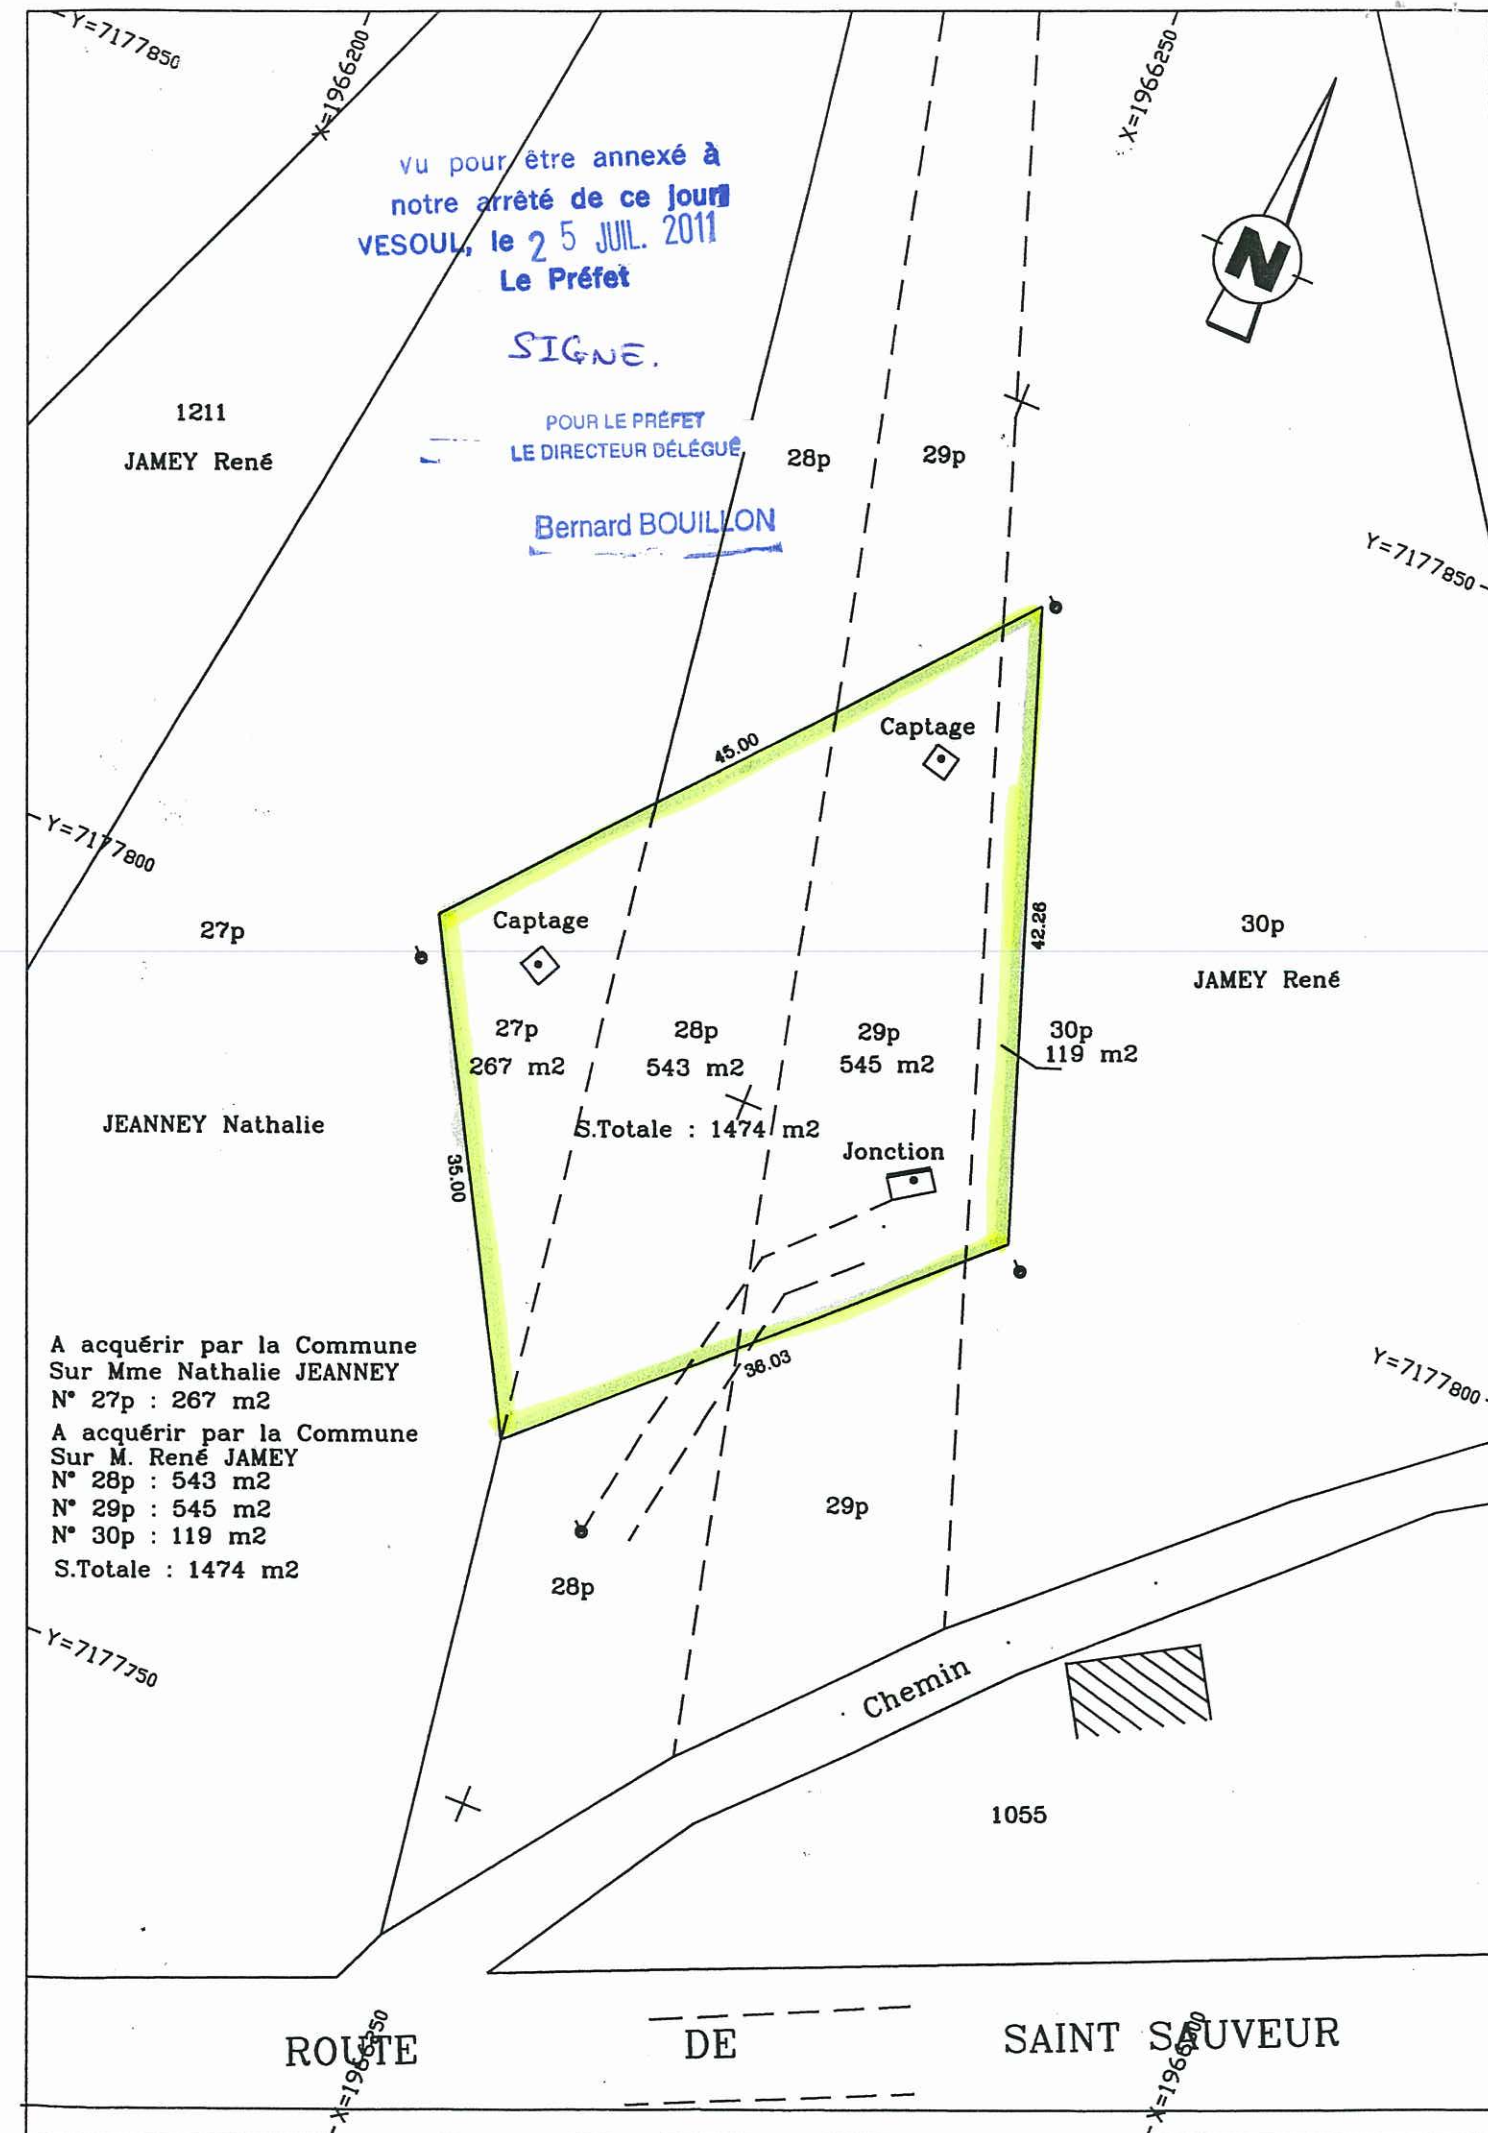 Y=7177850
X=1966200
X=1966250
Vu pour être annexé à
notre arrêté de ce jour
VESOUL, le 25 JUIL. 2011
Le Préfet
N
SIGNE.
1211
JAMEY René
POUR LE PRÉFET
LE DIRECTEUR DÉLÉGUÉ
28p
29p
Bernard BOUILLON
Y=7177850
Captage
45.00
Y=7177800
27p
Captage
42.26
30p
JAMEY René
27p
267 m2
28p
543 m2
29p
545 m2
30p
119 m2
JEANNEY Nathalie
S.Totale : 1474 m2
Jonction
35.00
A acquérir par la Commune
Sur Mme Nathalie JEANNEY
N° 27p : 267 m2
A acquérir par la Commune
Sur M. René JAMEY
N° 28p : 543 m2
N° 29p : 545 m2
N° 30p : 119 m2
S.Totale : 1474 m2
36.03
Y=7177800
29p
28p
Y=7177750
Chemin
1055
ROUTE DE SAINT SAUVEUR